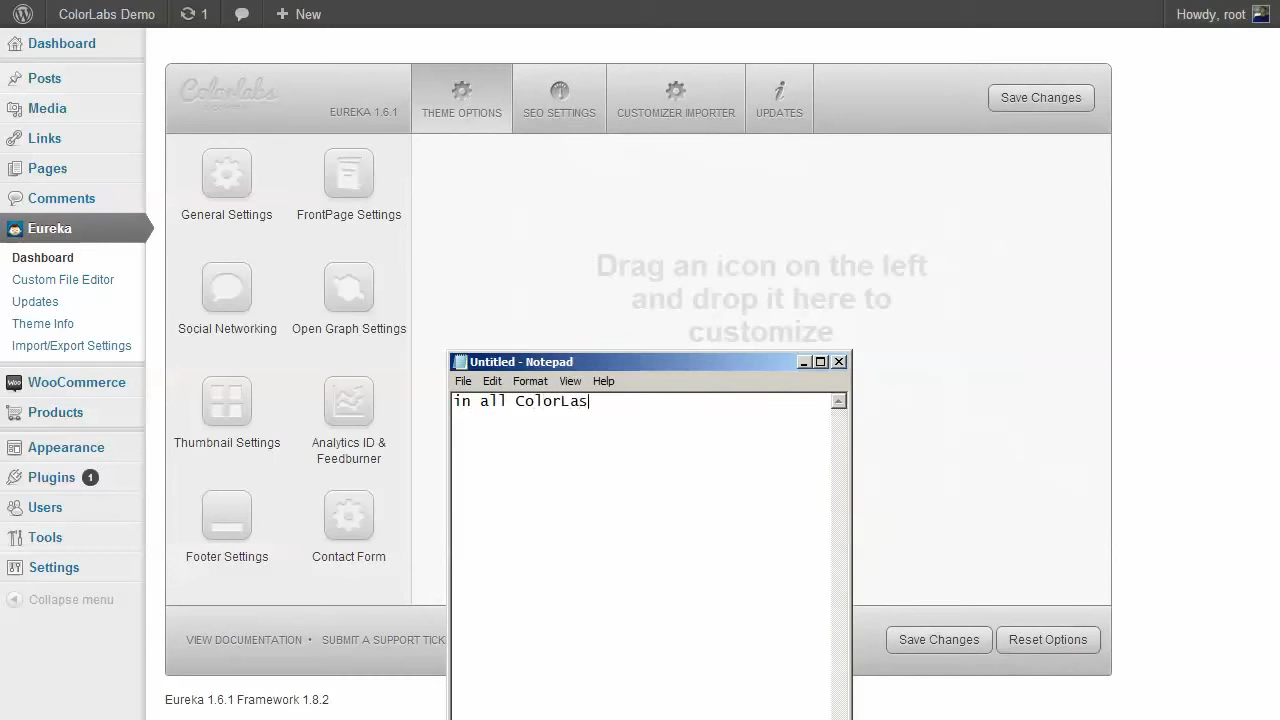 ColorLabs Demo
1
New
Howdy, root
Dashboard
Posts
Media
Links
Pages
Comments
Eureka
Dashboard
Custom File Editor
Updates
Theme Info
Import/Export Settings
Woo WooCommerce
Products
Appearance
Plugins 1
Users
Tools
Settings
Collapse menu
Colorlabs
EUREKA 1.6.1
THEME OPTIONS
SEO SETTINGS
CUSTOMIZER IMPORTER
UPDATES
Save Changes
General Settings
FrontPage Settings
Social Networking
Open Graph Settings
Thumbnail Settings
Analytics ID &
Feedburner
Footer Settings
Contact Form
Drag an icon on the left
and drop it here to
customize
Untitled - Notepad
File Edit Format View Help
in all ColorLas
VIEW DOCUMENTATION • SUBMIT A SUPPORT TICK
Save Changes
Reset Options
Eureka 1.6.1 Framework 1.8.2